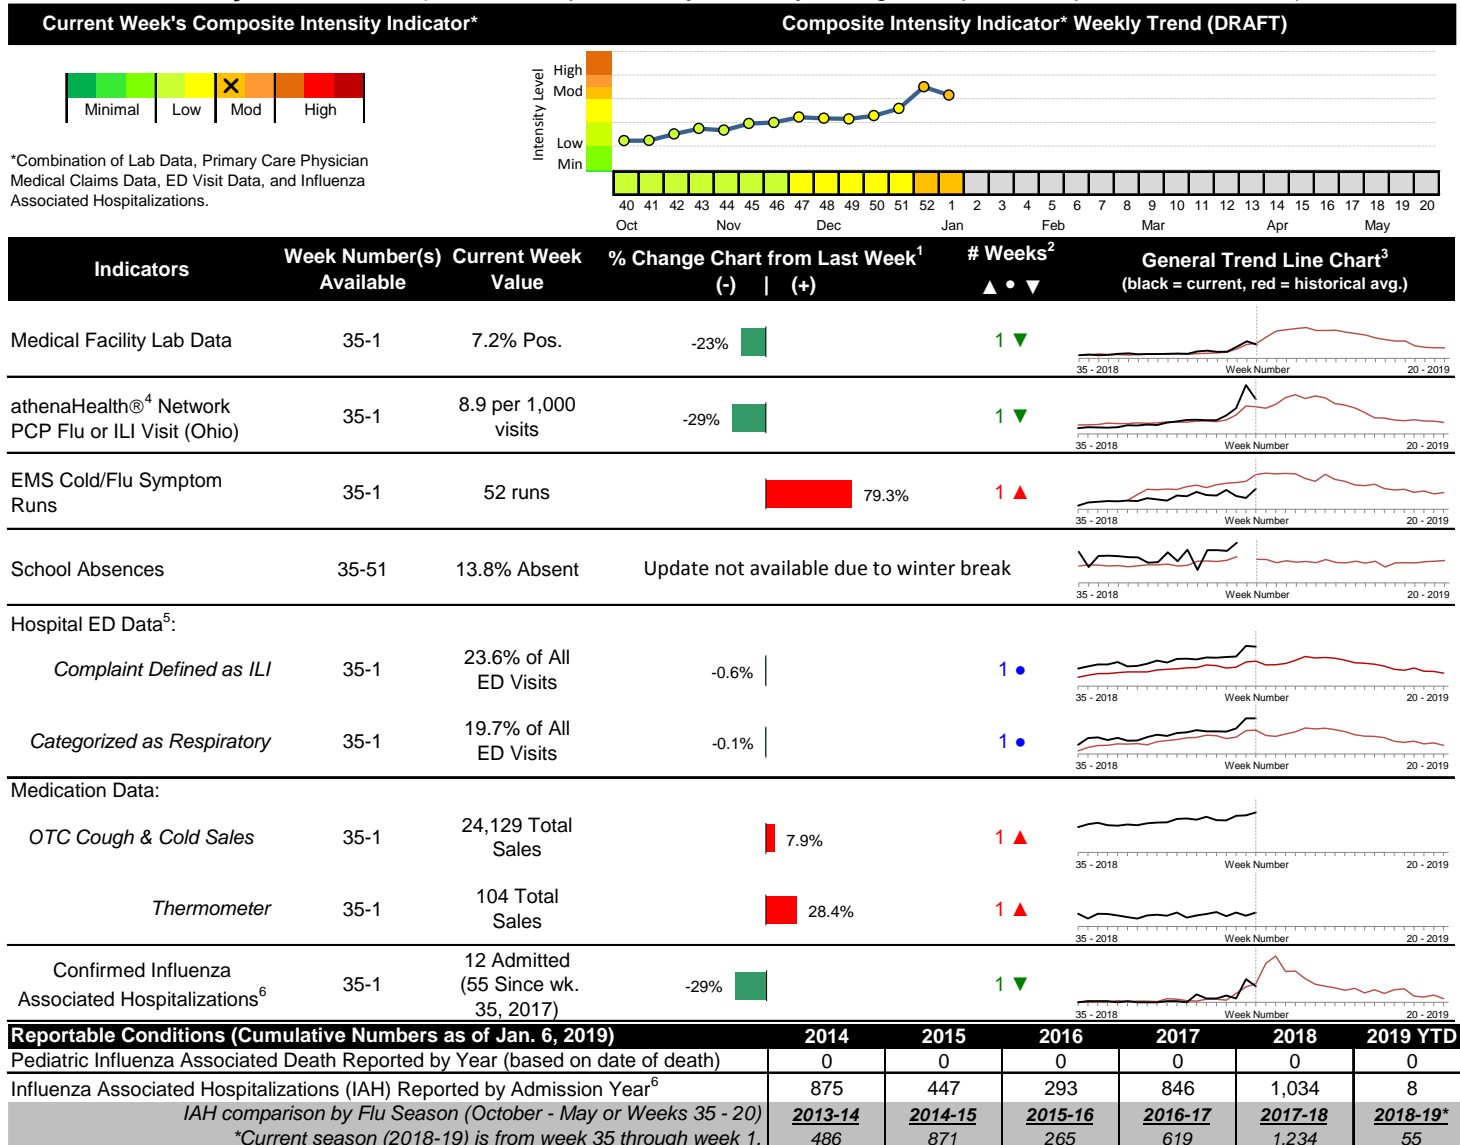 Current Week's Composite Intensity Indicator*
Composite Intensity Indicator* Weekly Trend (DRAFT)
Minimal Low Mod High
*Combination of Lab Data, Primary Care Physician
Medical Claims Data, ED Visit Data, and Influenza
Associated Hospitalizations.
Intensity Level
High
Mod
Low
Min
40 41 42 43 44 45 46 47 48 49 50 51 52 1 2 3 4 5 6 7 8 9 10 11 12 13 14 15 16 17 18 19 20
Oct Nov Dec Jan Feb Mar Apr May
Indicators
Week Number(s)
Available
Current Week
Value
% Change Chart from Last Week1
(-) | (+)
# Weeks2
▲ ● ▼
General Trend Line Chart3
(black = current, red = historical avg.)
Medical Facility Lab Data 35-1 7.2% Pos. -23% 1 ▼
35 - 2018 Week Number 20 - 2019
athenaHealth®4 Network
PCP Flu or ILI Visit (Ohio)
35-1
8.9 per 1,000
visits
-29% 1 ▼
35 - 2018 Week Number 20 - 2019
EMS Cold/Flu Symptom
Runs
35-1 52 runs 79.3% 1 ▲
35 - 2018 Week Number 20 - 2019
School Absences 35-51 13.8% Absent Update not available due to winter break
35 - 2018 Week Number 20 - 2019
Hospital ED Data5:
Complaint Defined as ILI 35-1
23.6% of All
ED Visits
-0.6% 1 ●
35 - 2018 Week Number 20 - 2019
Categorized as Respiratory 35-1
19.7% of All
ED Visits
-0.1% 1 ●
35 - 2018 Week Number 20 - 2019
Medication Data:
OTC Cough & Cold Sales 35-1
24,129 Total
Sales
7.9% 1 ▲
35 - 2018 Week Number 20 - 2019
Thermometer 35-1
104 Total
Sales
28.4% 1 ▲
35 - 2018 Week Number 20 - 2019
Confirmed Influenza
Associated Hospitalizations6
35-1
12 Admitted
(55 Since wk.
35, 2017)
-29% 1 ▼
35 - 2018 Week Number 20 - 2019
Reportable Conditions (Cumulative Numbers as of Jan. 6, 2019) 2014 2015 2016 2017 2018 2019 YTD
Pediatric Influenza Associated Death Reported by Year (based on date of death) 0 0 0 0 0 0
Influenza Associated Hospitalizations (IAH) Reported by Admission Year6 875 447 293 846 1,034 8
IAH comparison by Flu Season (October - May or Weeks 35 - 20) 2013-14 2014-15 2015-16 2016-17 2017-18 2018-19*
*Current season (2018-19) is from week 35 through week 1. 486 871 265 619 1,234 55